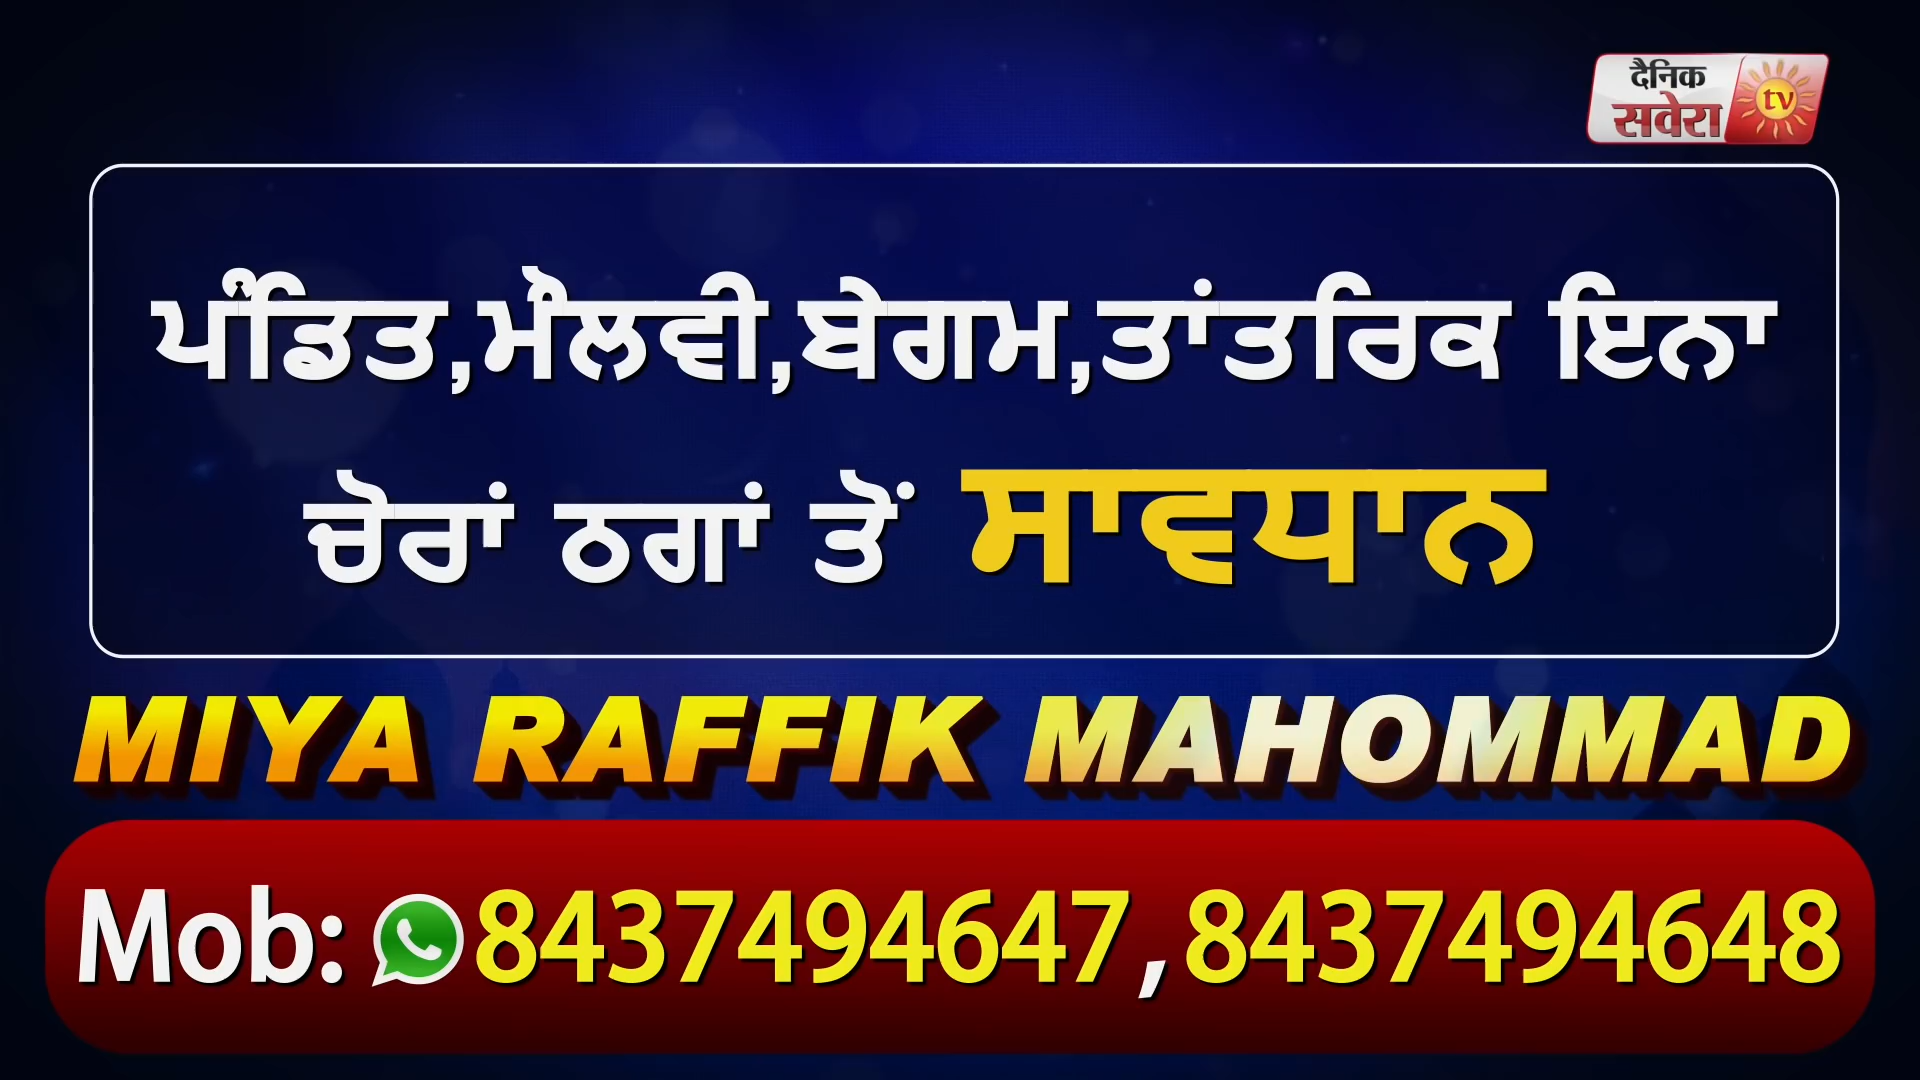 दैनिक
सवेरा tv
ਪੰਡਿਤ,ਮੌਲਵੀ,ਬੇਗਮ,ਤਾਂਤਰਿਕ ਇਨਾ
ਚੋਰਾਂ ਠਗਾਂ ਤੋਂ ਸਾਵਧਾਨ
MIYA RAFFIK MAHOMMAD
Mob: 8437494647, 8437494648